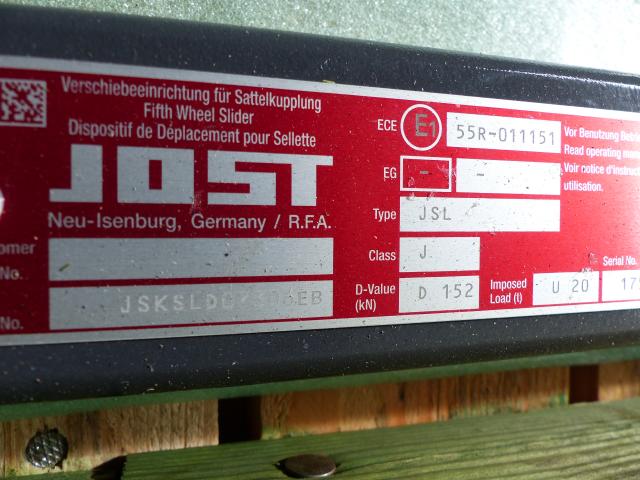 Verschiebeeinrichtung für Sattelkupplung
Fifth Wheel Slider
Dispositif de Déplacement pour Sellette
JOST
Neu-Isenburg, Germany / R.F.A.
omer
No.
No.
ECE E1 55R-011151
EG - -
Type JSL
Class J
D-Value (kN) D 152
Imposed Load (t) U 20
Serial No.
Vor Benutzung
Read operating
Voir notice d'instruc
utilisation.